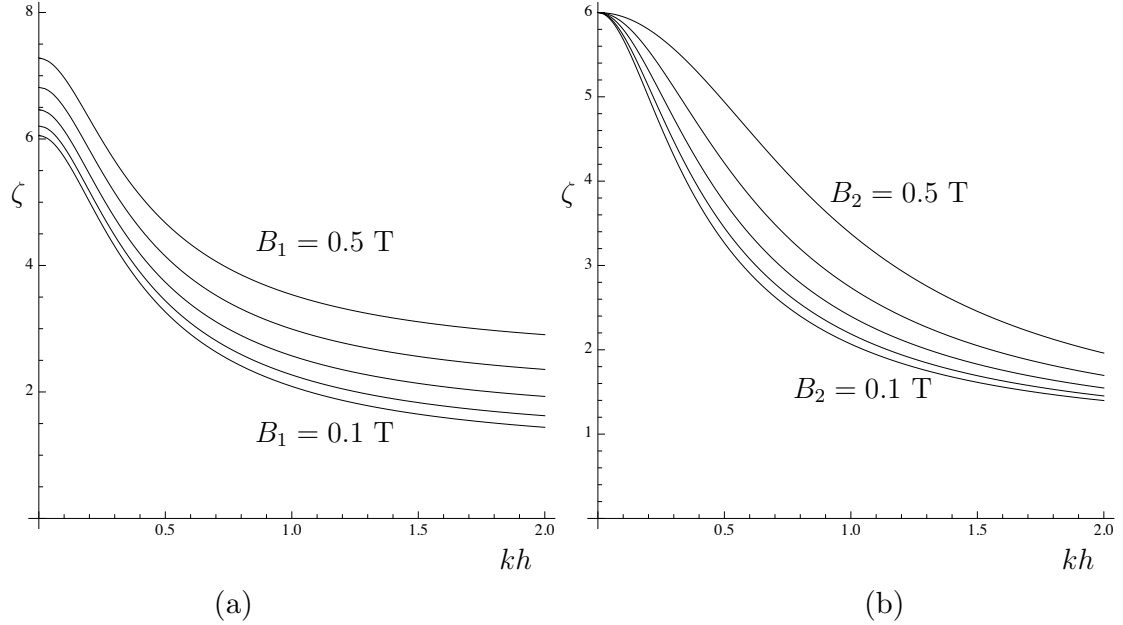 8
6
4
2
ζ
B₁ = 0.5 T
B₁ = 0.1 T
0.5 1.0 1.5 2.0
kh
(a)
6
5
4
3
2
1
ζ
B₂ = 0.5 T
B₂ = 0.1 T
0.5 1.0 1.5 2.0
kh
(b)